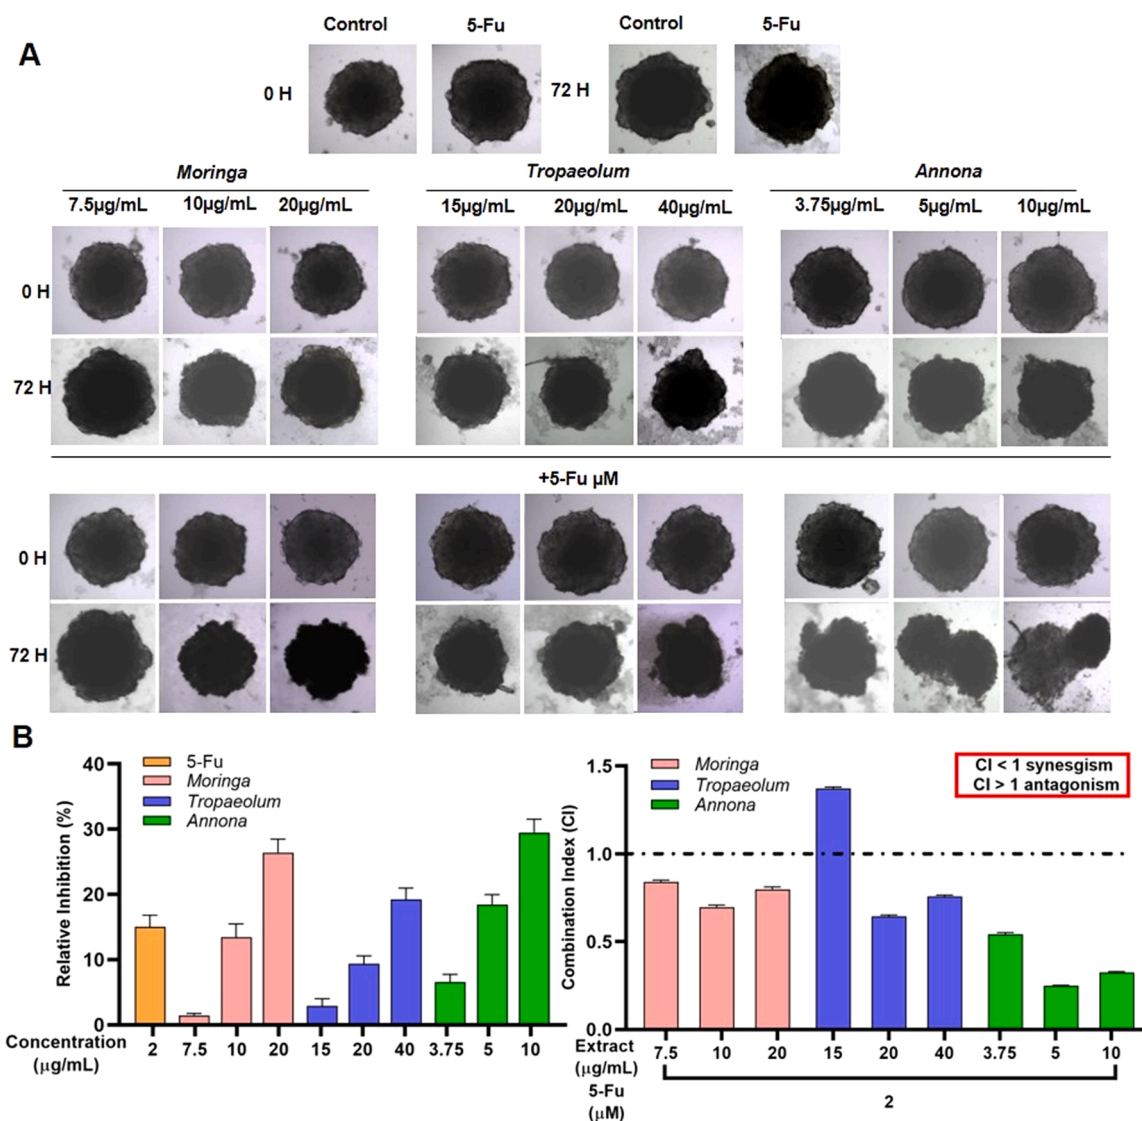 A
Control 5-Fu Control 5-Fu
0 H 72 H
Moringa Tropaeolum Annona
7.5µg/mL 10µg/mL 20µg/mL 15µg/mL 20µg/mL 40µg/mL 3.75µg/mL 5µg/mL 10µg/mL
0 H
72 H
+5-Fu µM
0 H
72 H
B
5-Fu
Moringa
Tropaeolum
Annona
Relative Inhibition (%)
40
30
20
10
0
Concentration
(µg/mL)
2 7.5 10 20 15 20 40 3.75 5 10
Moringa
Tropaeolum
Annona
CI < 1 synesgism
CI > 1 antagonism
Combination Index (CI)
1.5
1.0
0.5
0.0
Extract
(µg/mL)
7.5 10 20 15 20 40 3.75 5 10
5-Fu
(µM)
2